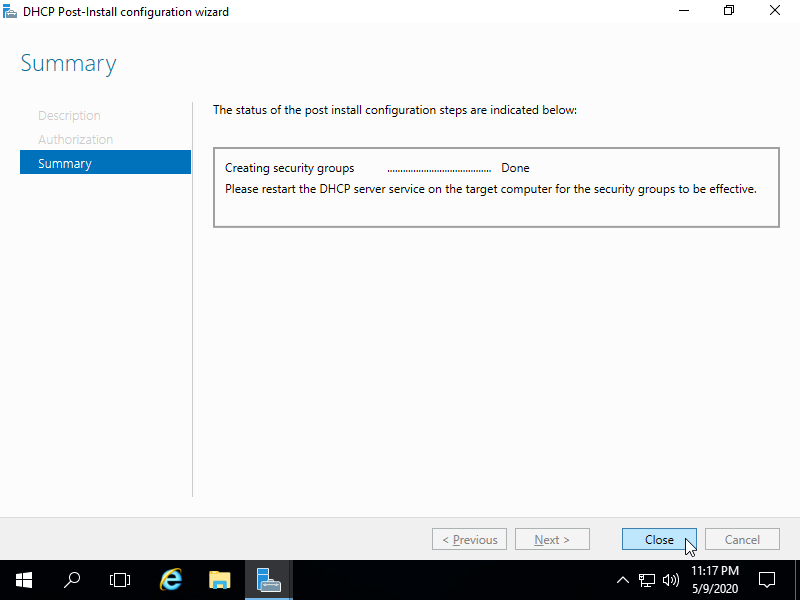 DHCP Post-Install configuration wizard
Summary
Description
Authorization
Summary
The status of the post install configuration steps are indicated below:
Creating security groups ........................................ Done
Please restart the DHCP server service on the target computer for the security groups to be effective.
< Previous
Next >
Close
Cancel
11:17 PM
5/9/2020